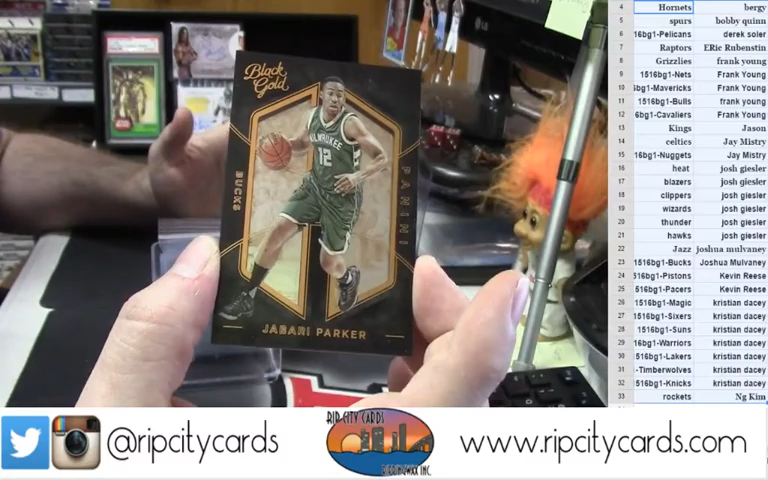 Black
Gold
MILWAUKEE
12
BUCKS
PANINI
JABARI PARKER
4 Hornets bergy
5 spurs bobby quinn
6 16bg1-Pelicans derek soler
7 Raptors ERic Rubenstin
8 Grizzlies frank young
9 1516bg1-Nets Frank Young
10 bg1-Mavericks Frank Young
11 1516bg1-Bulls frank young
12 6bg1-Cavaliers Frank Young
13 Kings Jason
14 celtics Jay Mistry
15 bg1-Nuggets Jay Mistry
16 heat josh giesler
17 blazers josh giesler
18 clippers josh giesler
19 wizards josh giesler
20 thunder josh giesler
21 hawks josh giesler
22 Jazz joshua mulvaney
23 1516bg1-Bucks Joshua Mulvaney
24 516bg1-Pistons Kevin Reese
25 516bg1-Pacers Kevin Reese
26 1516bg1-Magic kristian dacey
27 516bg1-Sixers kristian dacey
28 1516bg1-Suns kristian dacey
29 16bg1-Warriors kristian dacey
30 516bg1-Lakers kristian dacey
31 -Timberwolves kristian dacey
32 516bg1-Knicks kristian dacey
33 rockets Ng Kim
@ripcitycards
RIP CITY CARDS
RIPPINGWAX INC.
www.ripcitycards.com